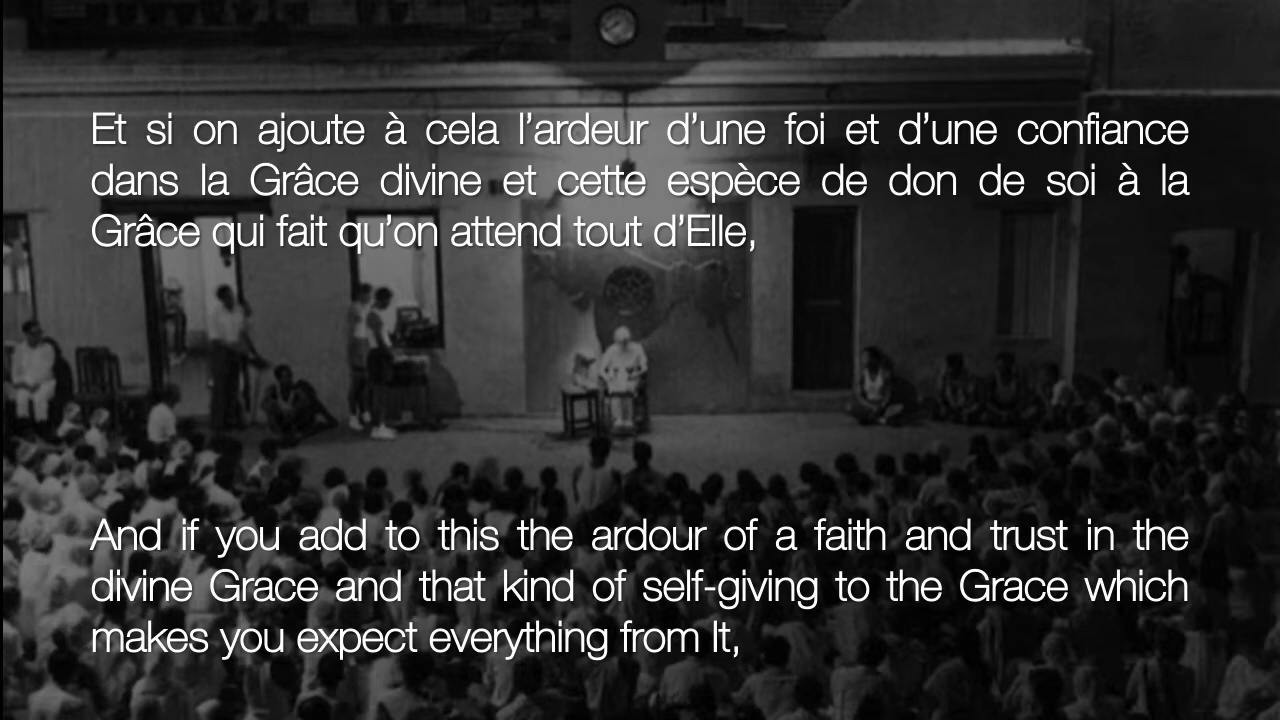 Et si on ajoute à cela l’ardeur d’une foi et d’une confiance
dans la Grâce divine et cette espèce de don de soi à la
Grâce qui fait qu’on attend tout d’Elle,
And if you add to this the ardour of a faith and trust in the
divine Grace and that kind of self-giving to the Grace which
makes you expect everything from It,